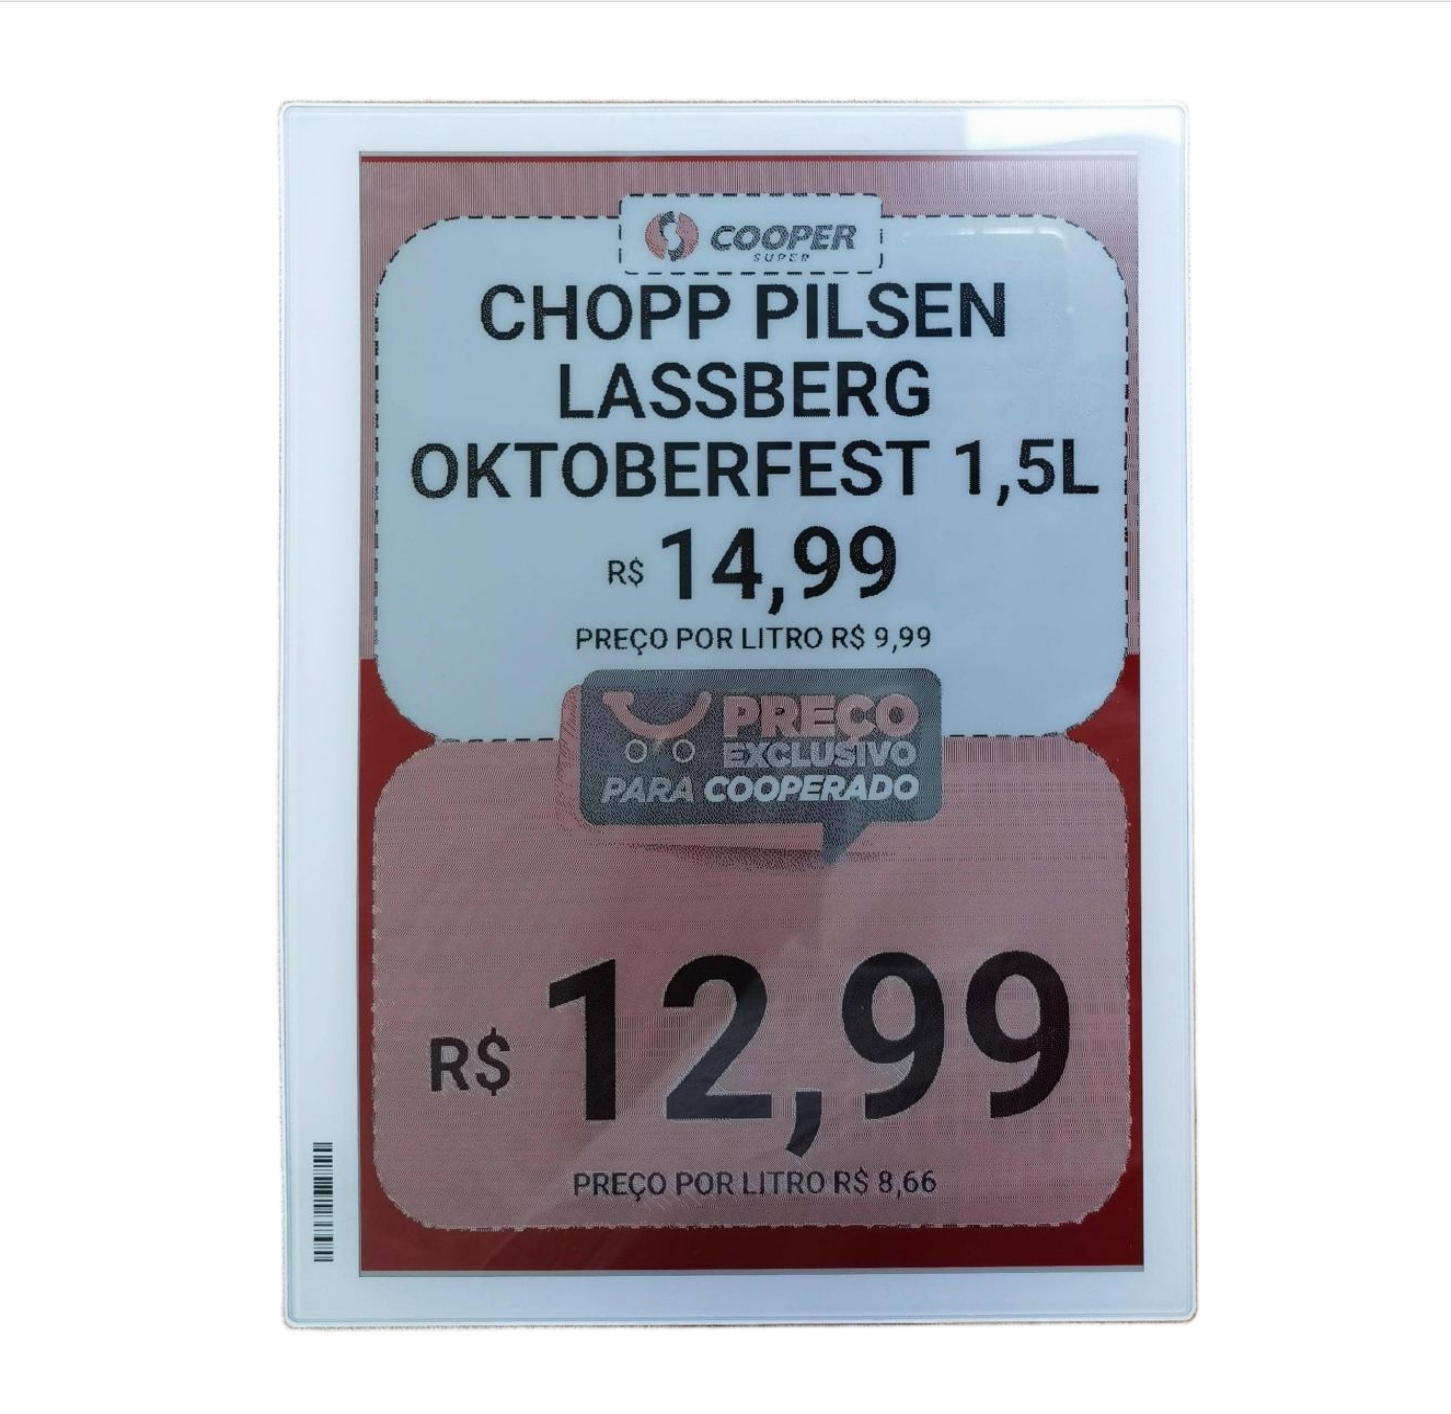 COOPER
SUPER
CHOPP PILSEN
LASSBERG
OKTOBERFEST 1,5L
R$ 14,99
PREÇO POR LITRO R$ 9,99
PREÇO
EXCLUSIVO
PARA COOPERADO
R$ 12,99
PREÇO POR LITRO R$ 8,66